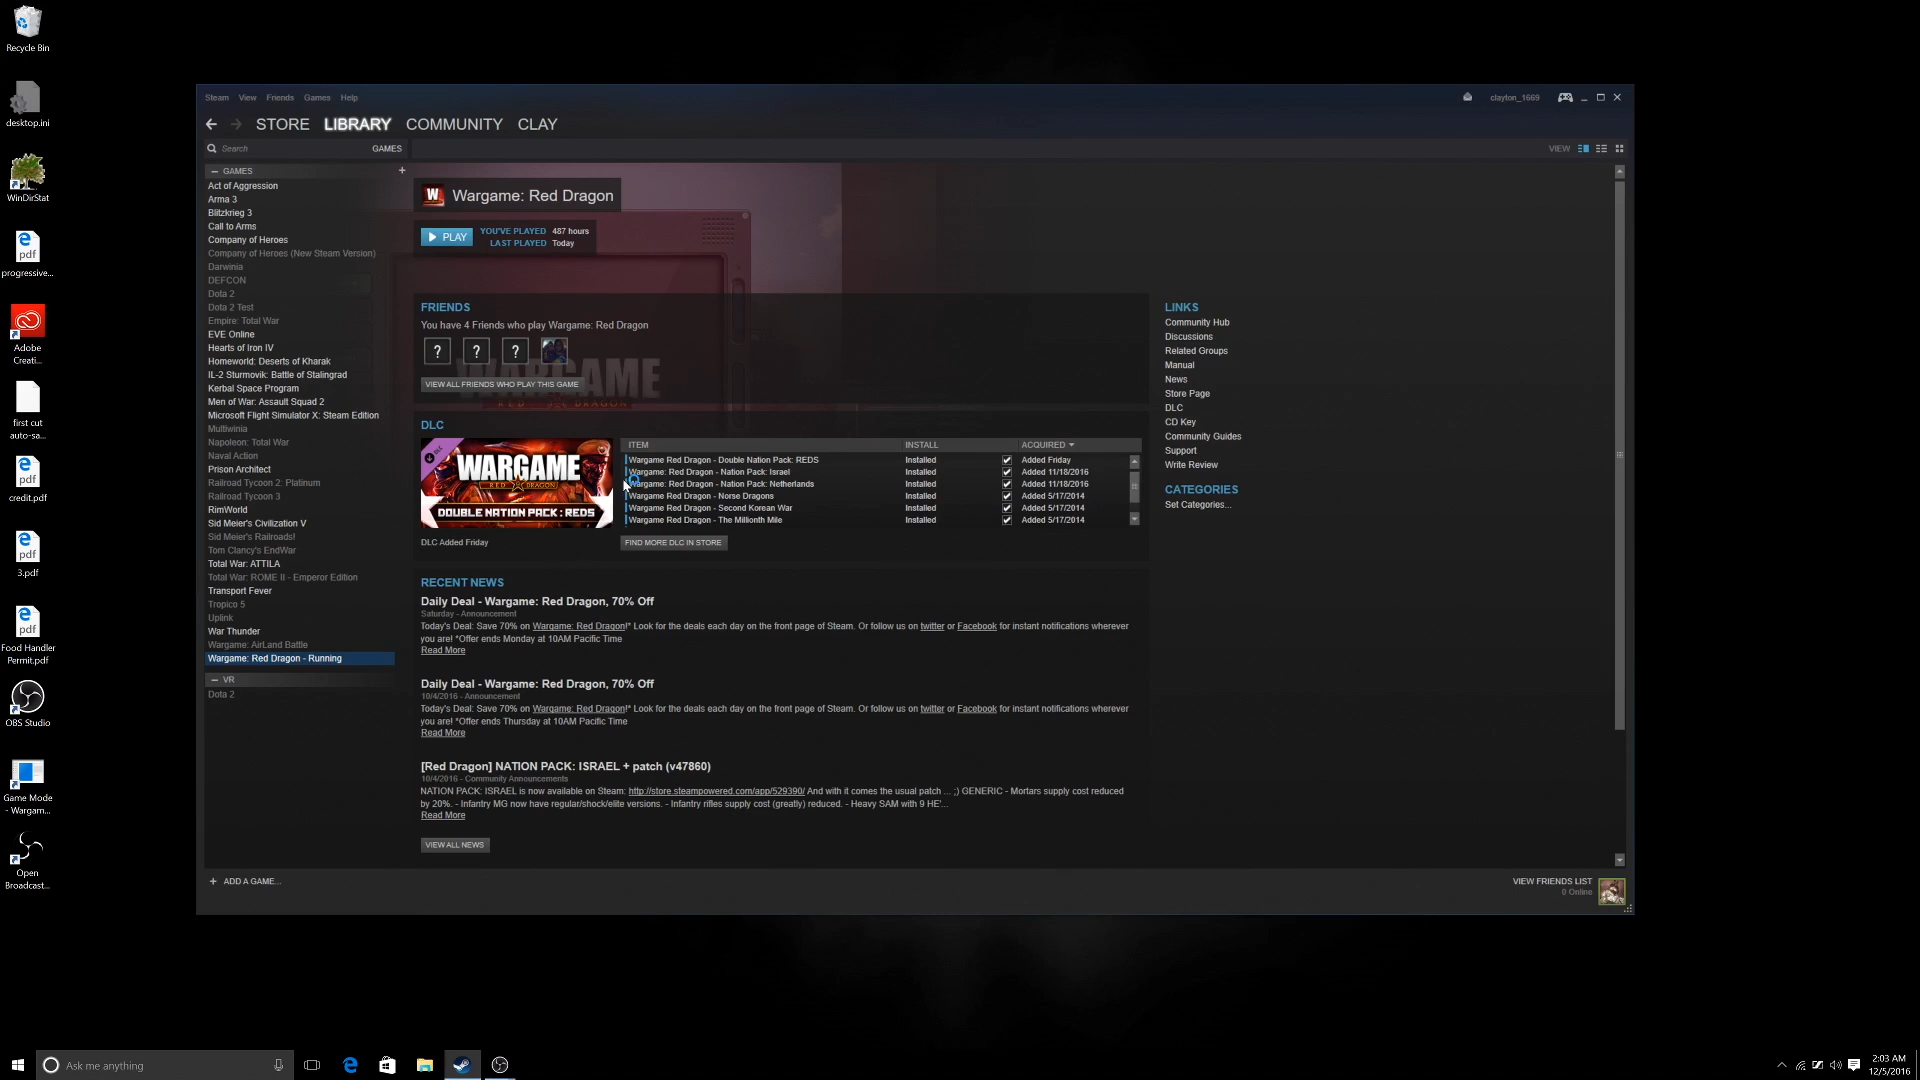 Recycle Bin
desktop.ini
WinDirStat
progressive...
Adobe
Creati...
first cut
auto-sa...
credit.pdf
3.pdf
Food Handler
Permit.pdf
OBS Studio
Game Mode
- Wargam...
Open
Broadcast...
Steam View Friends Games Help
clayton_1669
STORE LIBRARY COMMUNITY CLAY
Search GAMES
VIEW
GAMES
Act of Aggression
Arma 3
Blitzkrieg 3
Call to Arms
Company of Heroes
Company of Heroes (New Steam Version)
Darwinia
DEFCON
Dota 2
Dota 2 Test
Empire: Total War
EVE Online
Hearts of Iron IV
Homeworld: Deserts of Kharak
IL-2 Sturmovik: Battle of Stalingrad
Kerbal Space Program
Men of War: Assault Squad 2
Microsoft Flight Simulator X: Steam Edition
Multiwinia
Napoleon: Total War
Naval Action
Prison Architect
Railroad Tycoon 2: Platinum
Railroad Tycoon 3
RimWorld
Sid Meier's Civilization V
Sid Meier's Railroads!
Tom Clancy's EndWar
Total War: ATTILA
Total War: ROME II - Emperor Edition
Transport Fever
Tropico 5
Uplink
War Thunder
Wargame: AirLand Battle
Wargame: Red Dragon - Running
VR
Dota 2
ADD A GAME...
W Wargame: Red Dragon
PLAY
YOU'VE PLAYED 487 hours
LAST PLAYED Today
FRIENDS
You have 4 Friends who play Wargame: Red Dragon
? ? ?
WARGAME
RED DRAGON
VIEW ALL FRIENDS WHO PLAY THIS GAME
DLC
DLC
WARGAME
RED DRAGON
DOUBLE NATION PACK: REDS
DLC Added Friday
ITEM INSTALL ACQUIRED
Wargame Red Dragon - Double Nation Pack: REDS Installed Added Friday
Wargame: Red Dragon - Nation Pack: Israel Installed Added 11/18/2016
Wargame: Red Dragon - Nation Pack: Netherlands Installed Added 11/18/2016
Wargame Red Dragon - Norse Dragons Installed Added 5/17/2014
Wargame Red Dragon - Second Korean War Installed Added 5/17/2014
Wargame Red Dragon - The Millionth Mile Installed Added 5/17/2014
FIND MORE DLC IN STORE
RECENT NEWS
Daily Deal - Wargame: Red Dragon, 70% Off
Saturday - Announcement
Today's Deal: Save 70% on Wargame: Red Dragon!* Look for the deals each day on the front page of Steam. Or follow us on twitter or Facebook for instant notifications wherever
you are! *Offer ends Monday at 10AM Pacific Time
Read More
Daily Deal - Wargame: Red Dragon, 70% Off
10/4/2016 - Announcement
Today's Deal: Save 70% on Wargame: Red Dragon!* Look for the deals each day on the front page of Steam. Or follow us on twitter or Facebook for instant notifications wherever
you are! *Offer ends Thursday at 10AM Pacific Time
Read More
[Red Dragon] NATION PACK: ISRAEL + patch (v47860)
10/4/2016 - Community Announcements
NATION PACK: ISRAEL is now available on Steam: http://store.steampowered.com/app/529390/ And with it comes the usual patch ... ;) GENERIC - Mortars supply cost reduced
by 20%. - Infantry MG now have regular/shock/elite versions. - Infantry rifles supply cost (greatly) reduced. - Heavy SAM with 9 HE'...
Read More
VIEW ALL NEWS
LINKS
Community Hub
Discussions
Related Groups
Manual
News
Store Page
DLC
CD Key
Community Guides
Support
Write Review
CATEGORIES
Set Categories...
VIEW FRIENDS LIST
0 Online
Ask me anything
2:03 AM
12/5/2016